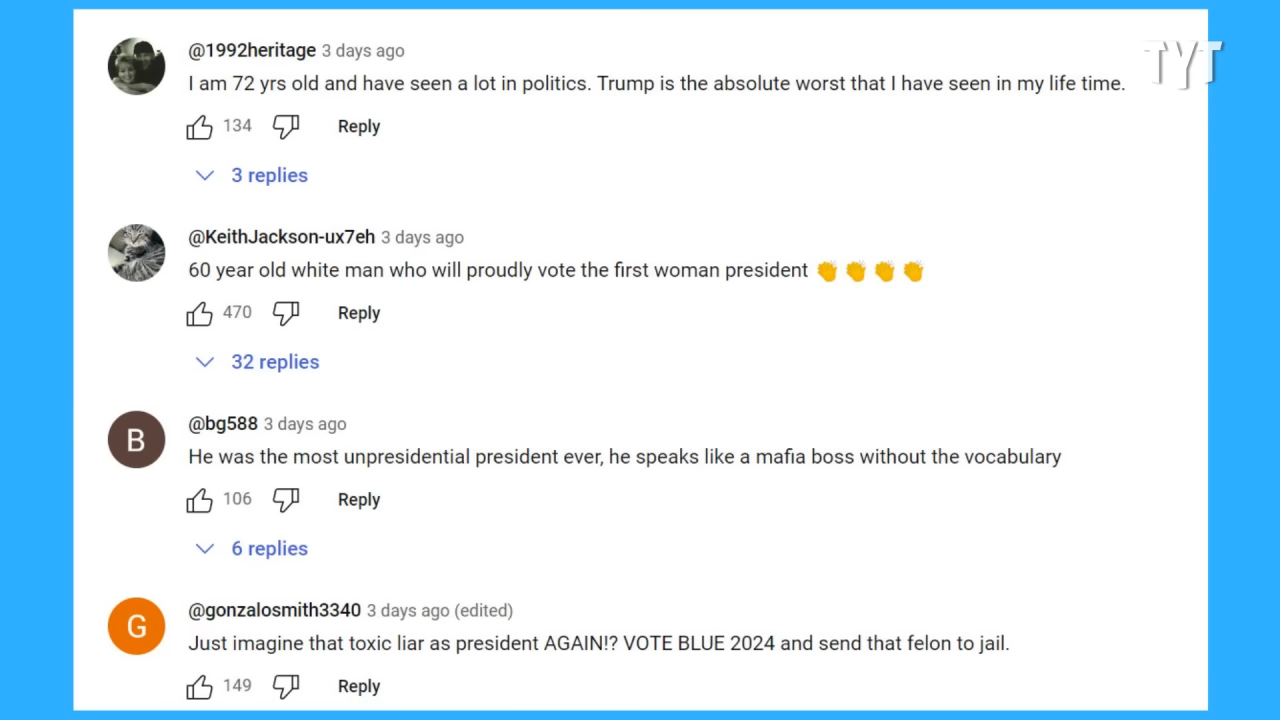 TYT
@1992heritage 3 days ago
I am 72 yrs old and have seen a lot in politics. Trump is the absolute worst that I have seen in my life time.
134 Reply
3 replies
@KeithJackson-ux7eh 3 days ago
60 year old white man who will proudly vote the first woman president 👏 👏 👏 👏
470 Reply
32 replies
B
@bg588 3 days ago
He was the most unpresidential president ever, he speaks like a mafia boss without the vocabulary
106 Reply
6 replies
G
@gonzalosmith3340 3 days ago (edited)
Just imagine that toxic liar as president AGAIN!? VOTE BLUE 2024 and send that felon to jail.
149 Reply